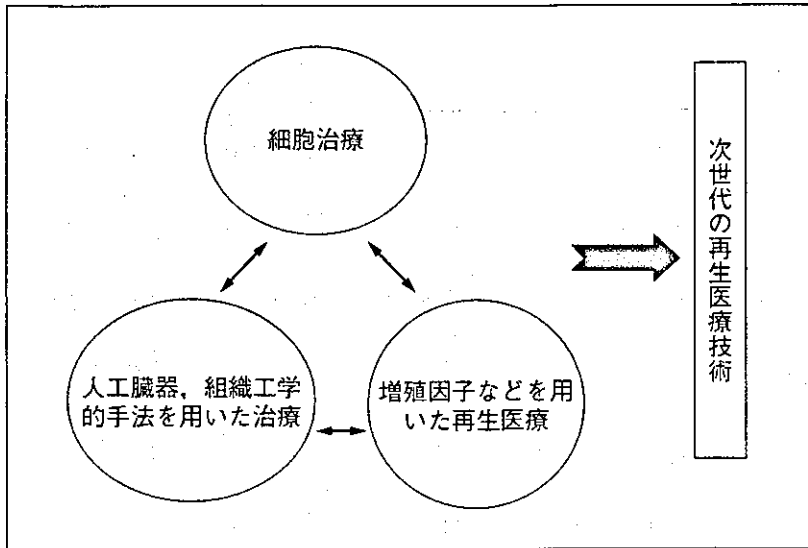 細胞治療
人工臓器，組織工学
的手法を用いた治療
増殖因子などを用
いた再生医療
次世代の再生医療技術